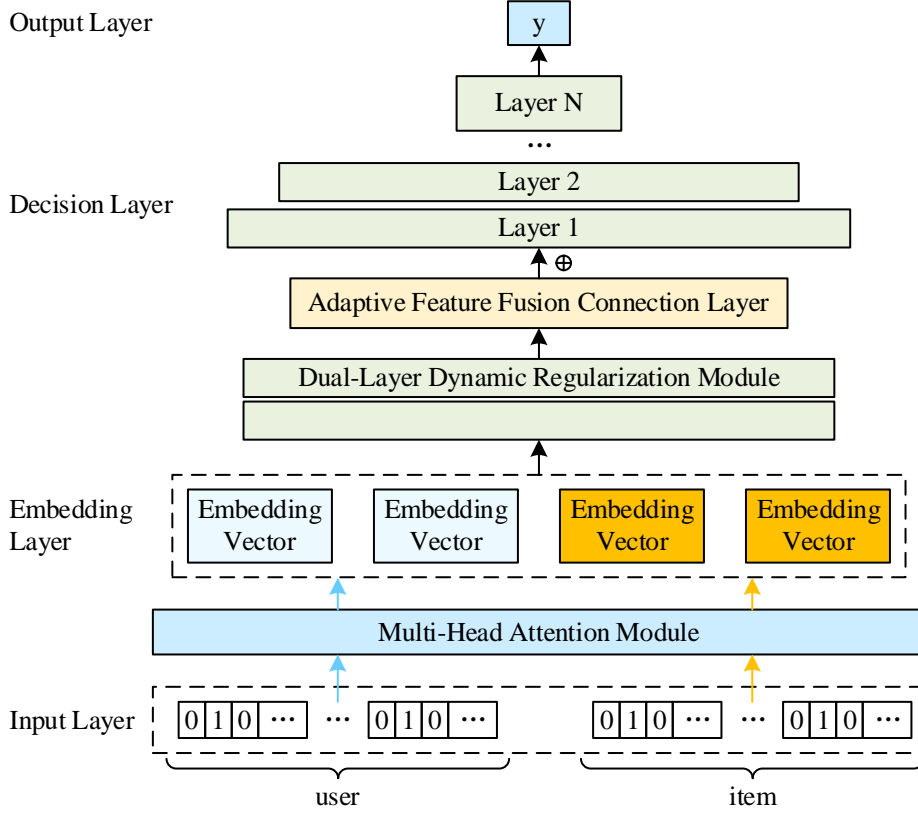 Output Layer
y
Layer N
...
Layer 2
Decision Layer
Layer 1
⊕
Adaptive Feature Fusion Connection Layer
Dual-Layer Dynamic Regularization Module
Embedding
Layer
Embedding
Vector
Embedding
Vector
Embedding
Vector
Embedding
Vector
Multi-Head Attention Module
Input Layer
0 1 0 ... ... 0 1 0 ...
0 1 0 ... ... 0 1 0 ...
user
item